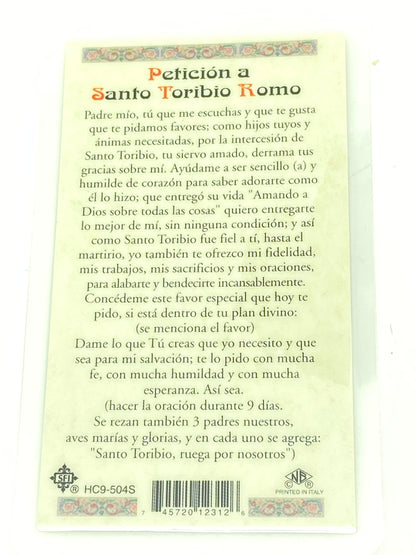 Petición a
Santo Toribio Romo
Padre mío, tú que me escuchas y que te gusta
que te pidamos favores; como hijos tuyos y
ánimas necesitadas, por la intercesión de
Santo Toribio, tu siervo amado, derrama tus
gracias sobre mí. Ayúdame a ser sencillo (a) y
humilde de corazón para saber adorarte como
él lo hizo; que entregó su vida "Amando a
Dios sobre todas las cosas" quiero entregarte
lo mejor de mí, sin ninguna condición; y así
como Santo Toribio fue fiel a tí, hasta el
martirio, yo también te ofrezco mi fidelidad,
mis trabajos, mis sacrificios y mis oraciones,
para alabarte y bendecirte incansablemente.
Concédeme este favor especial que hoy te
pido, si está dentro de tu plan divino:
(se menciona el favor)
Dame lo que Tú creas que yo necesito y que
sea para mi salvación; te lo pido con mucha
fe, con mucha humildad y con mucha
esperanza. Así sea.
(hacer la oración durante 9 días.
Se rezan también 3 padres nuestros,
aves marías y glorias, y en cada uno se agrega:
"Santo Toribio, ruega por nosotros")
SFI ® HC9-504S
7 45720 12312 6
NB
C R
PRINTED IN ITALY